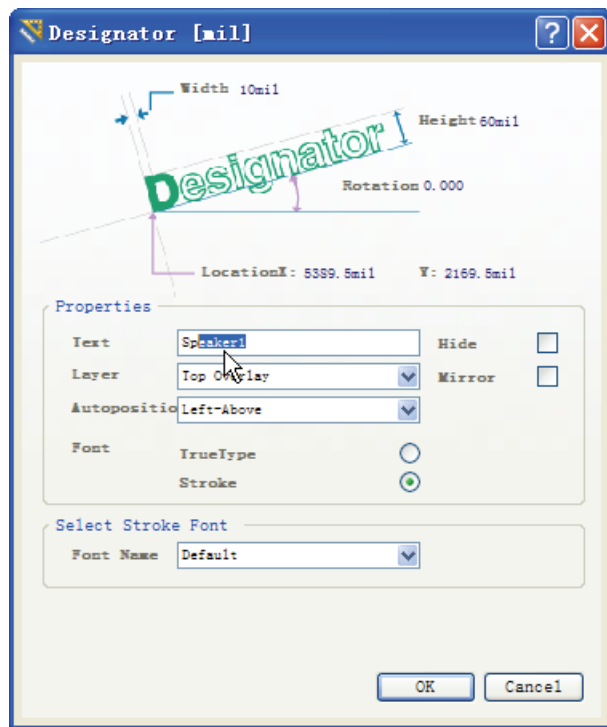 Designator [mil]
Width 10mil
Height 60mil
Designator
Rotation 0.000
LocationX: 5389.5mil Y: 2169.5mil
Properties
Text Speaker1 Hide
Layer Top Overlay Mirror
Autopositio Left-Above
Font TrueType
Stroke
Select Stroke Font
Font Name Default
OK Cancel